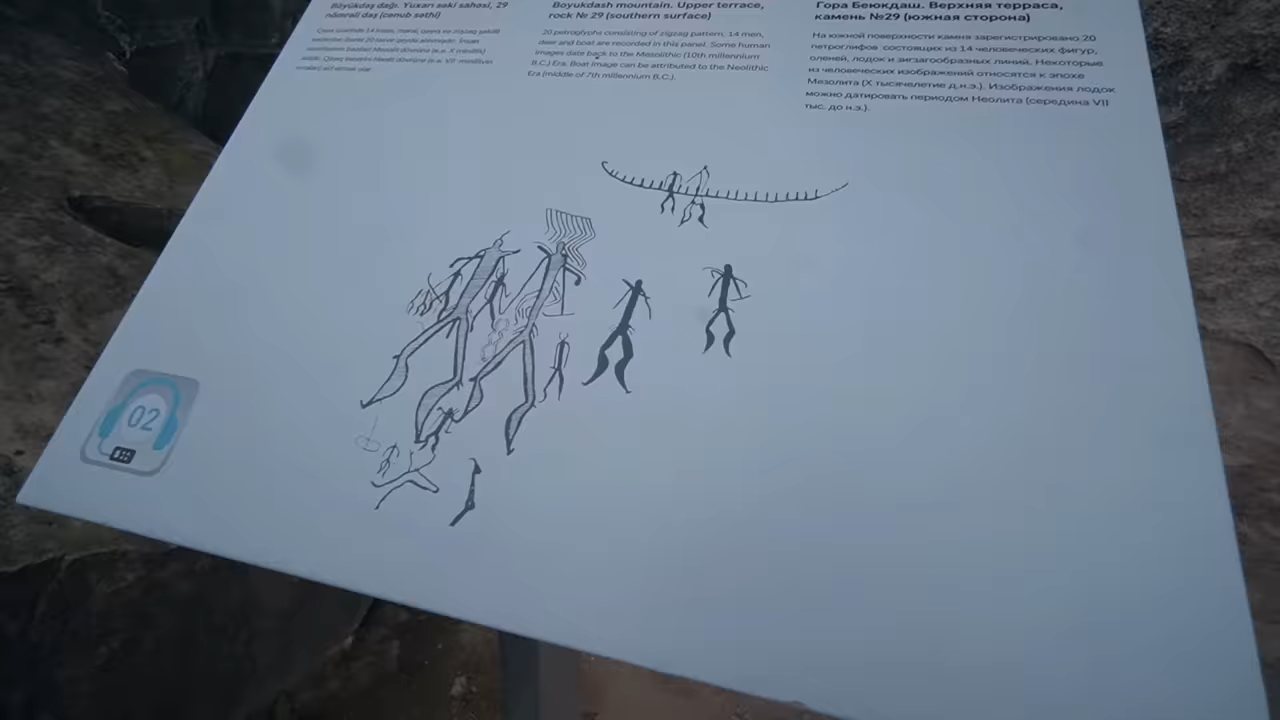 Böyükdaş dağı. Yuxarı səki sahəsi, 29
nömrəli daş (cənub səthi)
Boyukdash mountain. Upper terrace,
rock № 29 (southern surface)
20 petroglyphs consisting of zigzag pattern, 14 men,
deer and boat are recorded in this panel. Some human
images date back to the Mesolithic (10th millennium
B.C.) Era. Boat image can be attributed to the Neolithic
Era (middle of 7th millennium B.C.).
Гора Беюкдаш. Верхняя терраса,
камень №29 (южная сторона)
На южной поверхности камня зарегистрировано 20
петроглифов состоящих из 14 человеческих фигур,
оленей, лодок и зигзагообразных линий. Некоторые
из человеческих изображений относятся к эпохе
Мезолита (X тысячелетие д.н.э.). Изображения лодок
можно датировать периодом Неолита (середина VII
тыс. до н.э.).
02